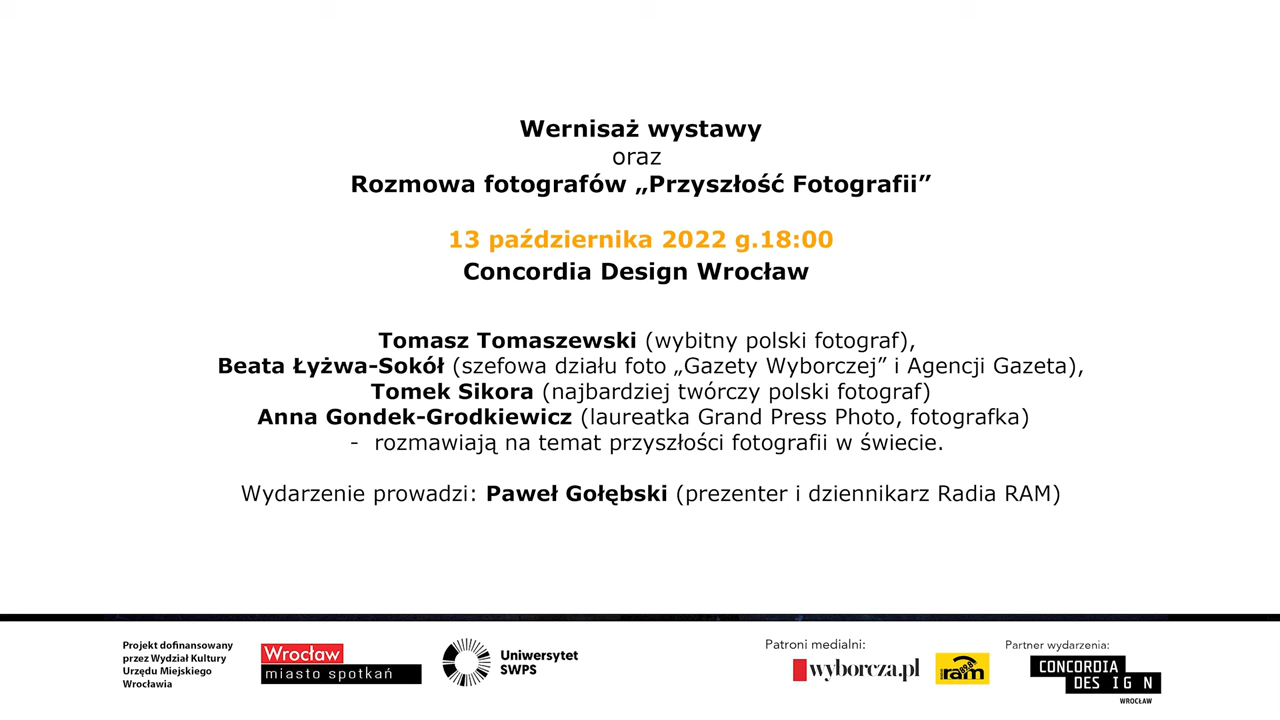 Wernisaż wystawy
oraz
Rozmowa fotografów „Przyszłość Fotografii”
13 października 2022 g.18:00
Concordia Design Wrocław
Tomasz Tomaszewski (wybitny polski fotograf),
Beata Łyżwa-Sokół (szefowa działu foto „Gazety Wyborczej” i Agencji Gazeta),
Tomek Sikora (najbardziej twórczy polski fotograf)
Anna Gondek-Grodkiewicz (laureatka Grand Press Photo, fotografka)
- rozmawiają na temat przyszłości fotografii w świecie.
Wydarzenie prowadzi: Paweł Gołębski (prezenter i dziennikarz Radia RAM)
Projekt dofinansowany
przez Wydział Kultury
Urzędu Miejskiego
Wrocławia
Wrocław
miasto spotkań
Uniwersytet
SWPS
Patroni medialni:
wyborcza.pl
ram
Partner wydarzenia:
CONCORDIA
DESIGN
WROCŁAW